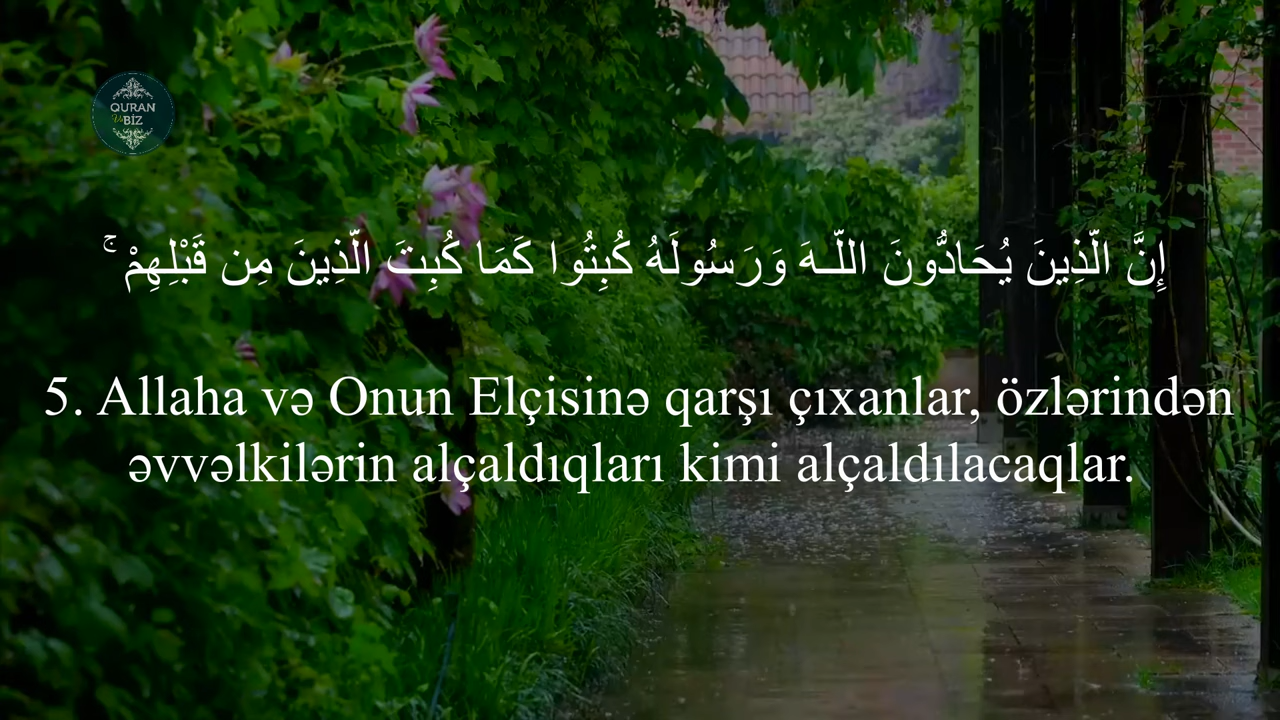 QURAN
Və BİZ
إِنَّ الَّذِينَ يُحَادُّونَ اللَّـهَ وَرَسُولَهُ كُبِتُوا كَمَا كُبِتَ الَّذِينَ مِن قَبْلِهِمْ ۚ
5. Allaha və Onun Elçisinə qarşı çıxanlar, özlərindən
əvvəlkilərin alçaldıqları kimi alçaldılacaqlar.